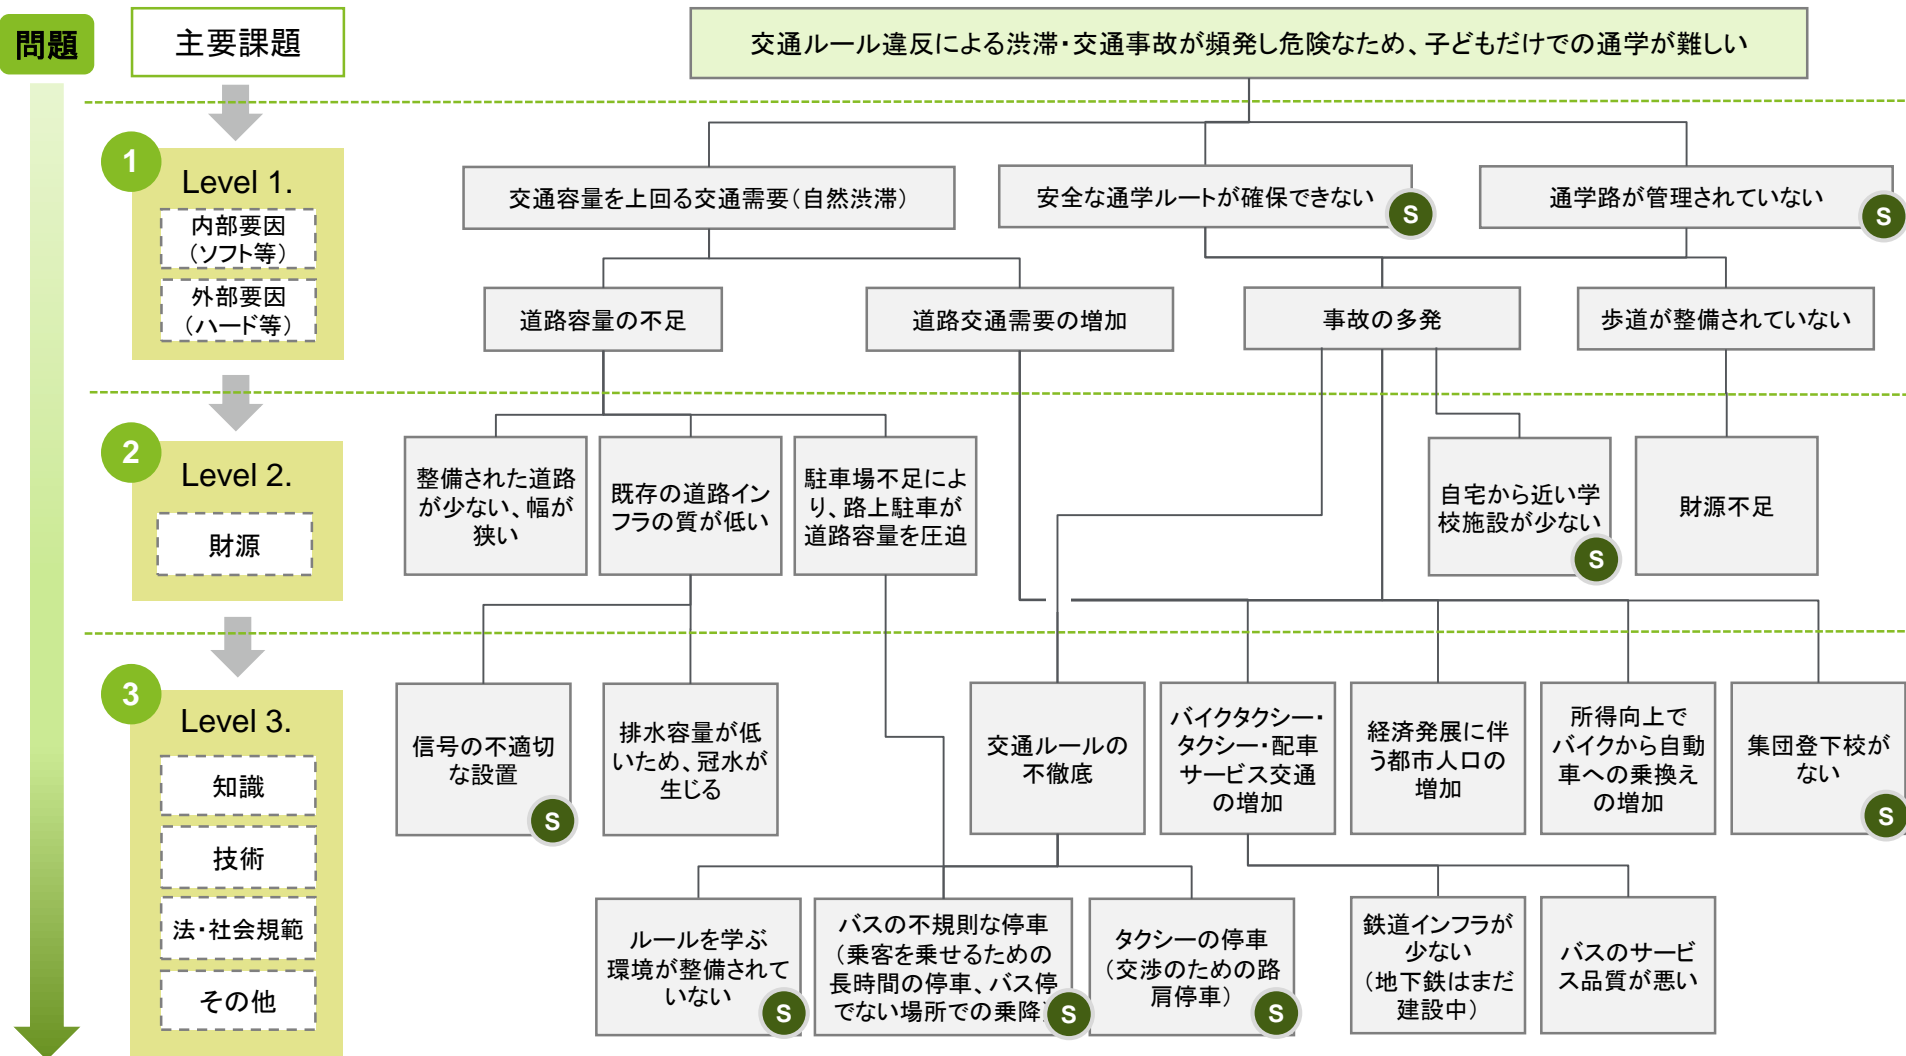 問題
主要課題
交通ルール違反による渋滞・交通事故が頻発し危険なため、子どもだけでの通学が難しい
1
Level 1.
内部要因
（ソフト等）
外部要因
（ハード等）
交通容量を上回る交通需要（自然渋滞）
安全な通学ルートが確保できない
S
通学路が管理されていない
S
道路容量の不足
道路交通需要の増加
事故の多発
歩道が整備されていない
2
Level 2.
財源
整備された道路
が少ない、幅が
狭い
既存の道路イン
フラの質が低い
駐車場不足によ
り、路上駐車が
道路容量を圧迫
自宅から近い学
校施設が少ない
S
財源不足
3
Level 3.
知識
技術
法・社会規範
その他
信号の不適切
な設置
S
排水容量が低
いため、冠水が
生じる
交通ルールの
不徹底
バイクタクシー・
タクシー・配車
サービス交通
の増加
経済発展に伴
う都市人口の
増加
所得向上で
バイクから自動
車への乗換え
の増加
集団登下校が
ない
S
ルールを学ぶ
環境が整備されて
いない
S
バスの不規則な停車
（乗客を乗せるための
長時間の停車、バス停
でない場所での乗降
S
タクシーの停車
（交渉のための路
肩停車）
S
鉄道インフラが
少ない
（地下鉄はまだ
建設中）
バスのサービ
ス品質が悪い